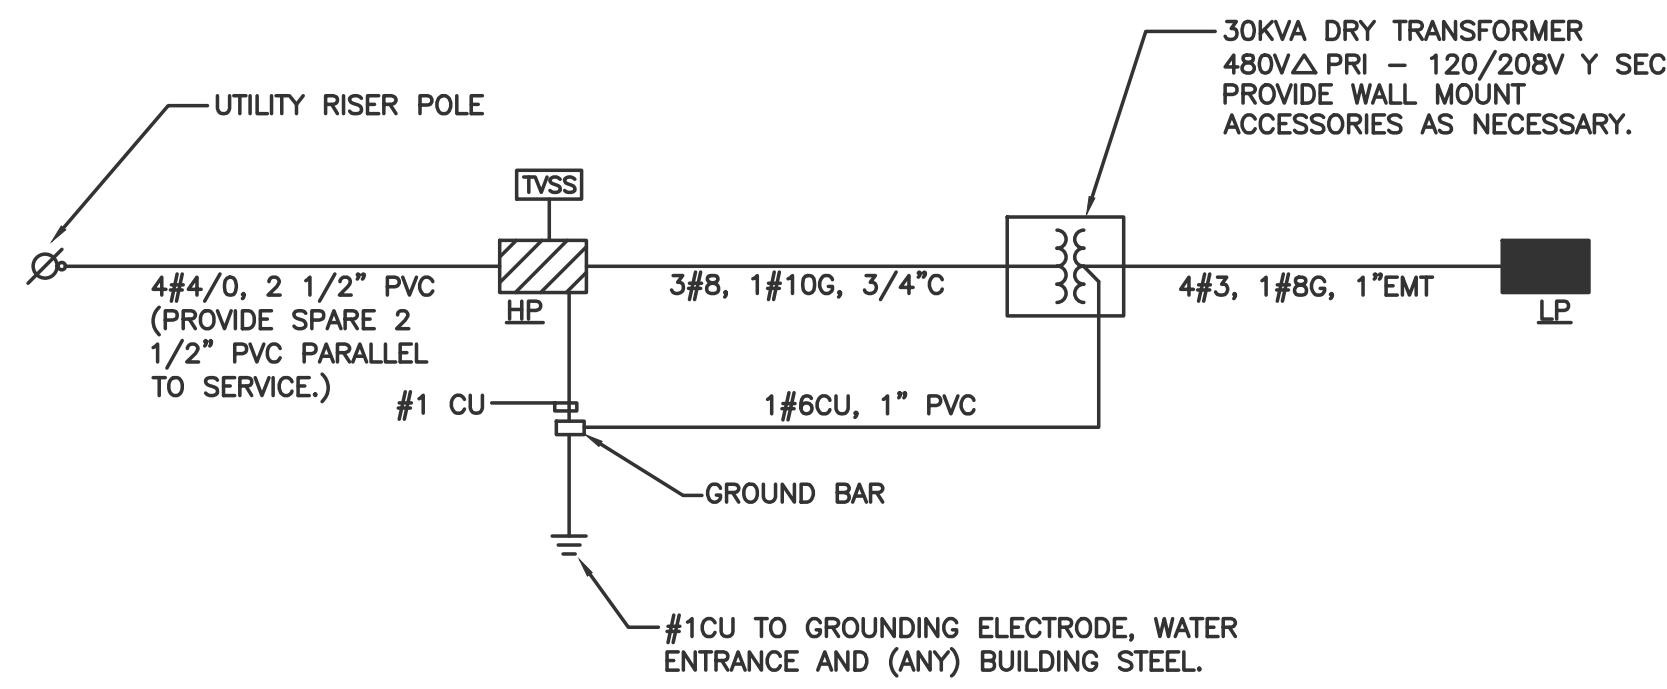 30KVA DRY TRANSFORMER
480V△ PRI - 120/208V Y SEC
PROVIDE WALL MOUNT
ACCESSORIES AS NECESSARY.
UTILITY RISER POLE
TVSS
4#4/0, 2 1/2" PVC
(PROVIDE SPARE 2
1/2" PVC PARALLEL
TO SERVICE.)
HP
3#8, 1#10G, 3/4"C
4#3, 1#8G, 1"EMT
LP
#1 CU
1#6CU, 1" PVC
GROUND BAR
#1CU TO GROUNDING ELECTRODE, WATER
ENTRANCE AND (ANY) BUILDING STEEL.